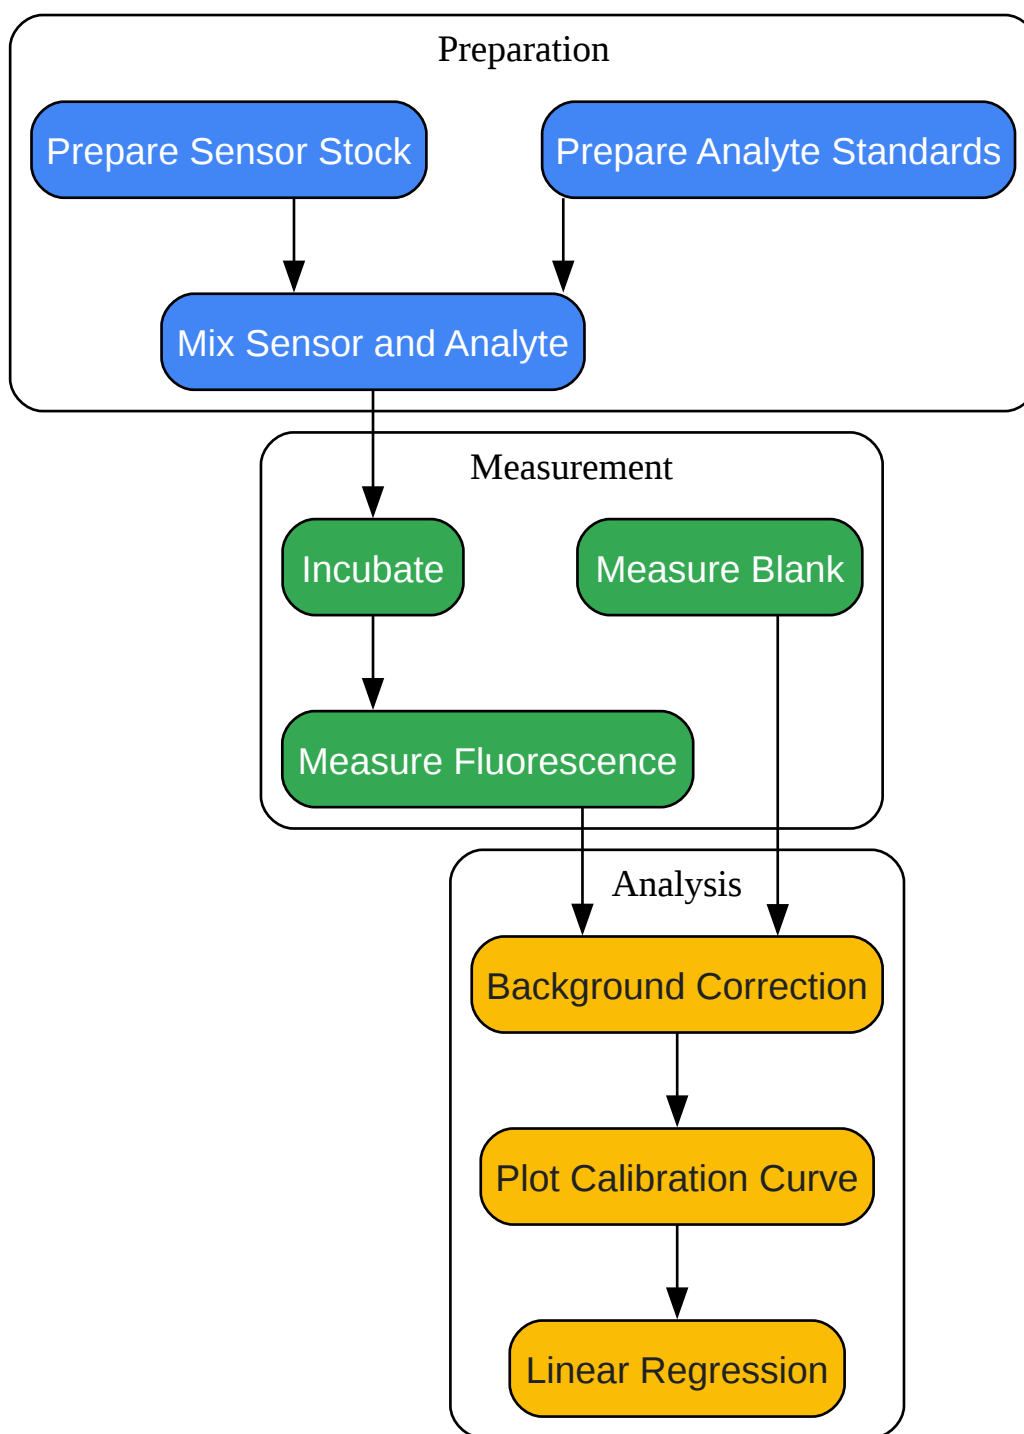 Preparation
Prepare Sensor Stock
Prepare Analyte Standards
Mix Sensor and Analyte
Measurement
Incubate
Measure Blank
Measure Fluorescence
Analysis
Background Correction
Plot Calibration Curve
Linear Regression